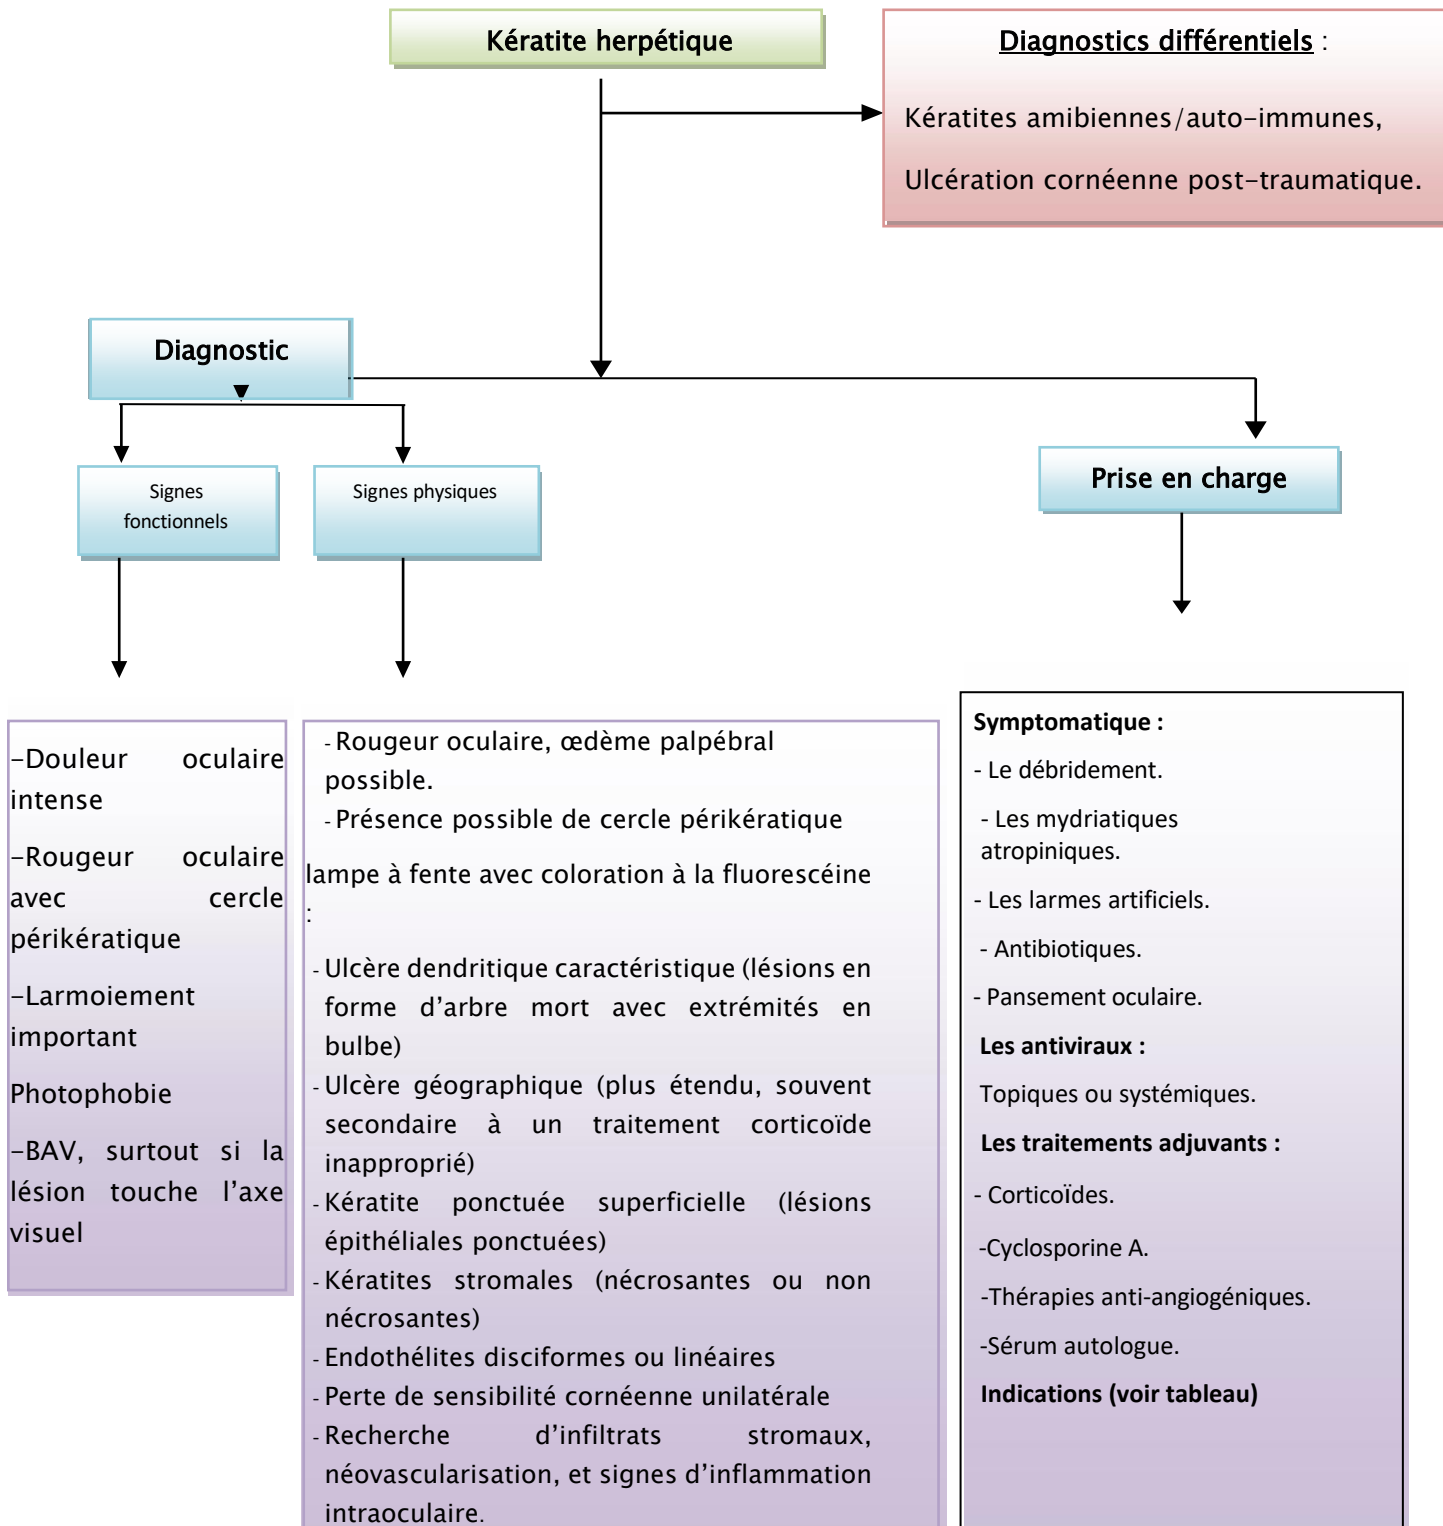 Kératite herpétique
Diagnostics différentiels :
Kératites amibiennes/auto-immunes,
Ulcération cornéenne post-traumatique.
Diagnostic
Signes
fonctionnels
Signes physiques
Prise en charge
-Douleur oculaire
intense
-Rougeur oculaire
avec cercle
périkératique
-Larmoiement
important
Photophobie
-BAV, surtout si la
lésion touche l'axe
visuel
- Rougeur oculaire, œdème palpébral
possible.
- Présence possible de cercle périkératique
lampe à fente avec coloration à la fluorescéine
:
- Ulcère dendritique caractéristique (lésions en
forme d'arbre mort avec extrémités en
bulbe)
- Ulcère géographique (plus étendu, souvent
secondaire à un traitement corticoïde
inapproprié)
- Kératite ponctuée superficielle (lésions
épithéliales ponctuées)
- Kératites stromales (nécrosantes ou non
nécrosantes)
- Endothélites disciformes ou linéaires
- Perte de sensibilité cornéenne unilatérale
- Recherche d'infiltrats stromaux,
néovascularisation, et signes d'inflammation
intraoculaire.
Symptomatique :
- Le débridement.
- Les mydriatiques
atropiniques.
- Les larmes artificiels.
- Antibiotiques.
- Pansement oculaire.
Les antiviraux :
Topiques ou systémiques.
Les traitements adjuvants :
- Corticoïdes.
-Cyclosporine A.
-Thérapies anti-angiogéniques.
-Sérum autologue.
Indications (voir tableau)